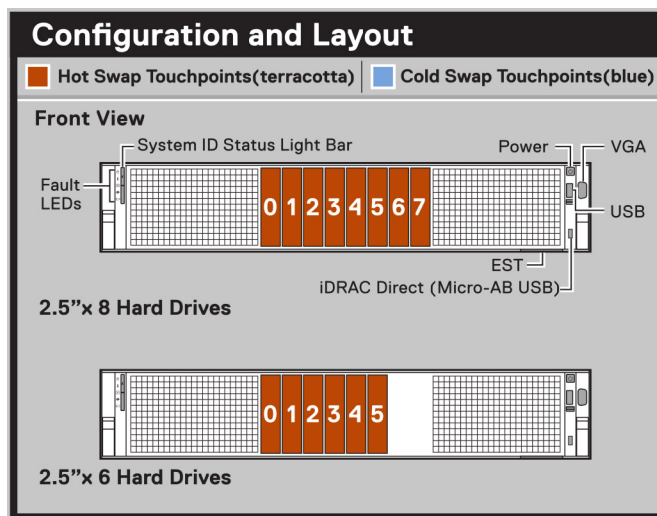 Configuration and Layout
Hot Swap Touchpoints(terracotta)
Cold Swap Touchpoints(blue)
Front View
System ID Status Light Bar
Power
VGA
Fault
LEDs
0 1 2 3 4 5 6 7
USB
EST
iDRAC Direct (Micro-AB USB)
2.5”x 8 Hard Drives
0 1 2 3 4 5
2.5”x 6 Hard Drives